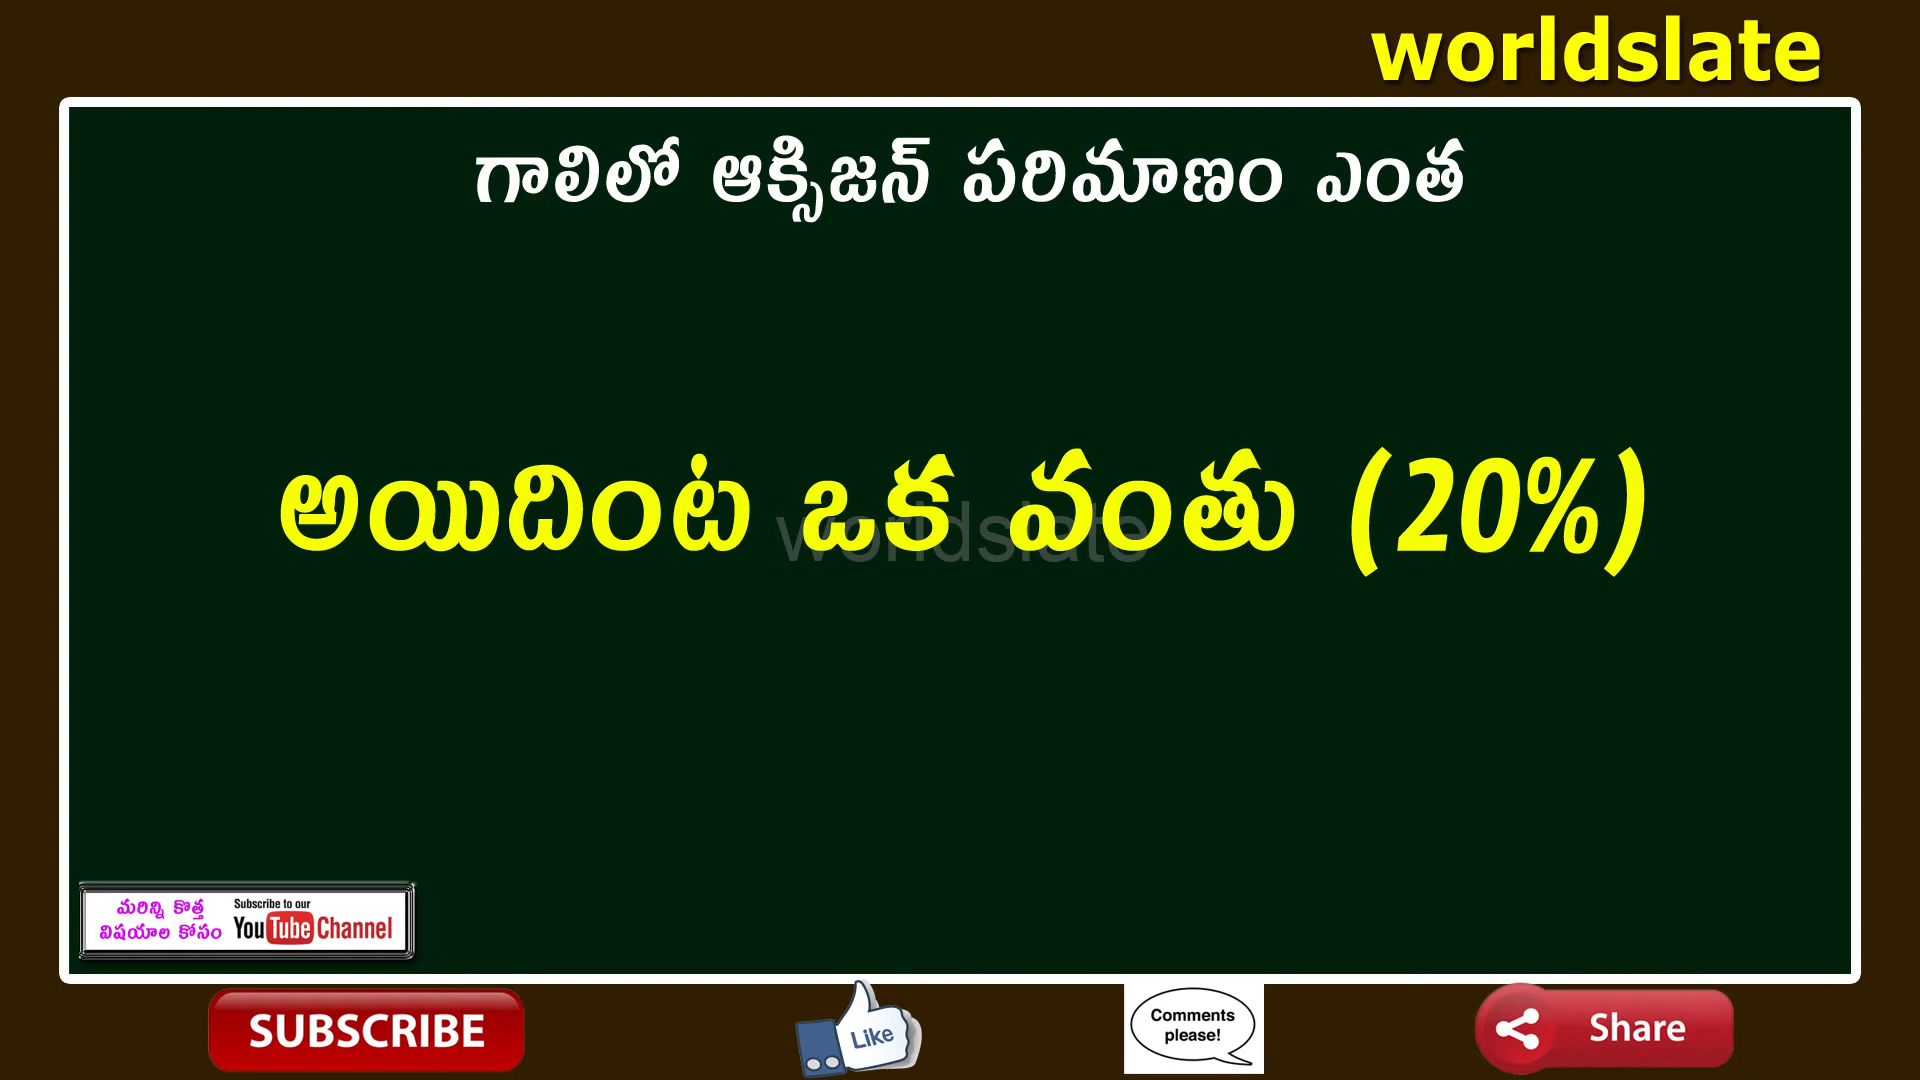 worldslate
గాలిలో ఆక్సిజన్ పరిమాణం ఎంత
అయిదింట ఒక వంతు (20%)
worldslate
మరిన్ని కొత్త
విషయాల కోసం
Subscribe to our
YouTube Channel
SUBSCRIBE
Like
Comments
please!
Share